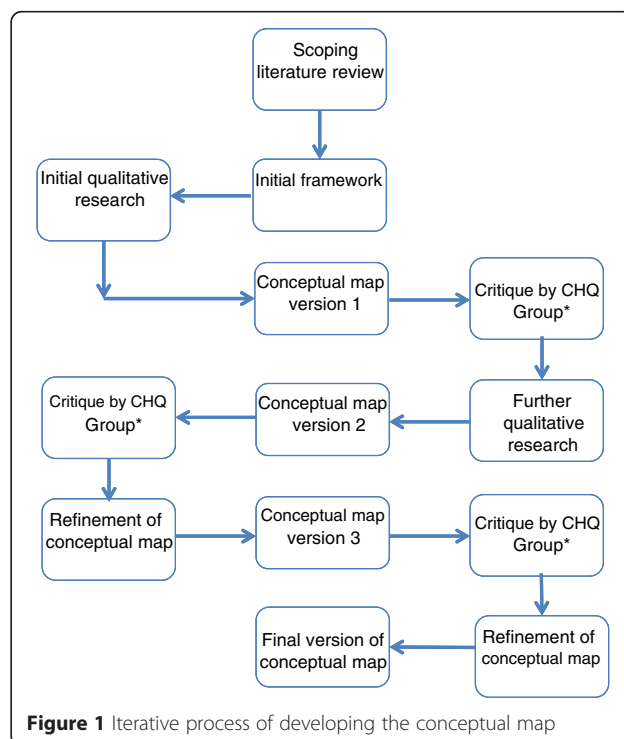 Scoping
literature review
Initial framework
Initial qualitative
research
Conceptual map
version 1
Critique by CHQ
Group*
Further
qualitative
research
Conceptual map
version 2
Critique by CHQ
Group*
Refinement of
conceptual map
Conceptual map
version 3
Critique by CHQ
Group*
Refinement of
conceptual map
Final version of
conceptual map
Figure 1 Iterative process of developing the conceptual map